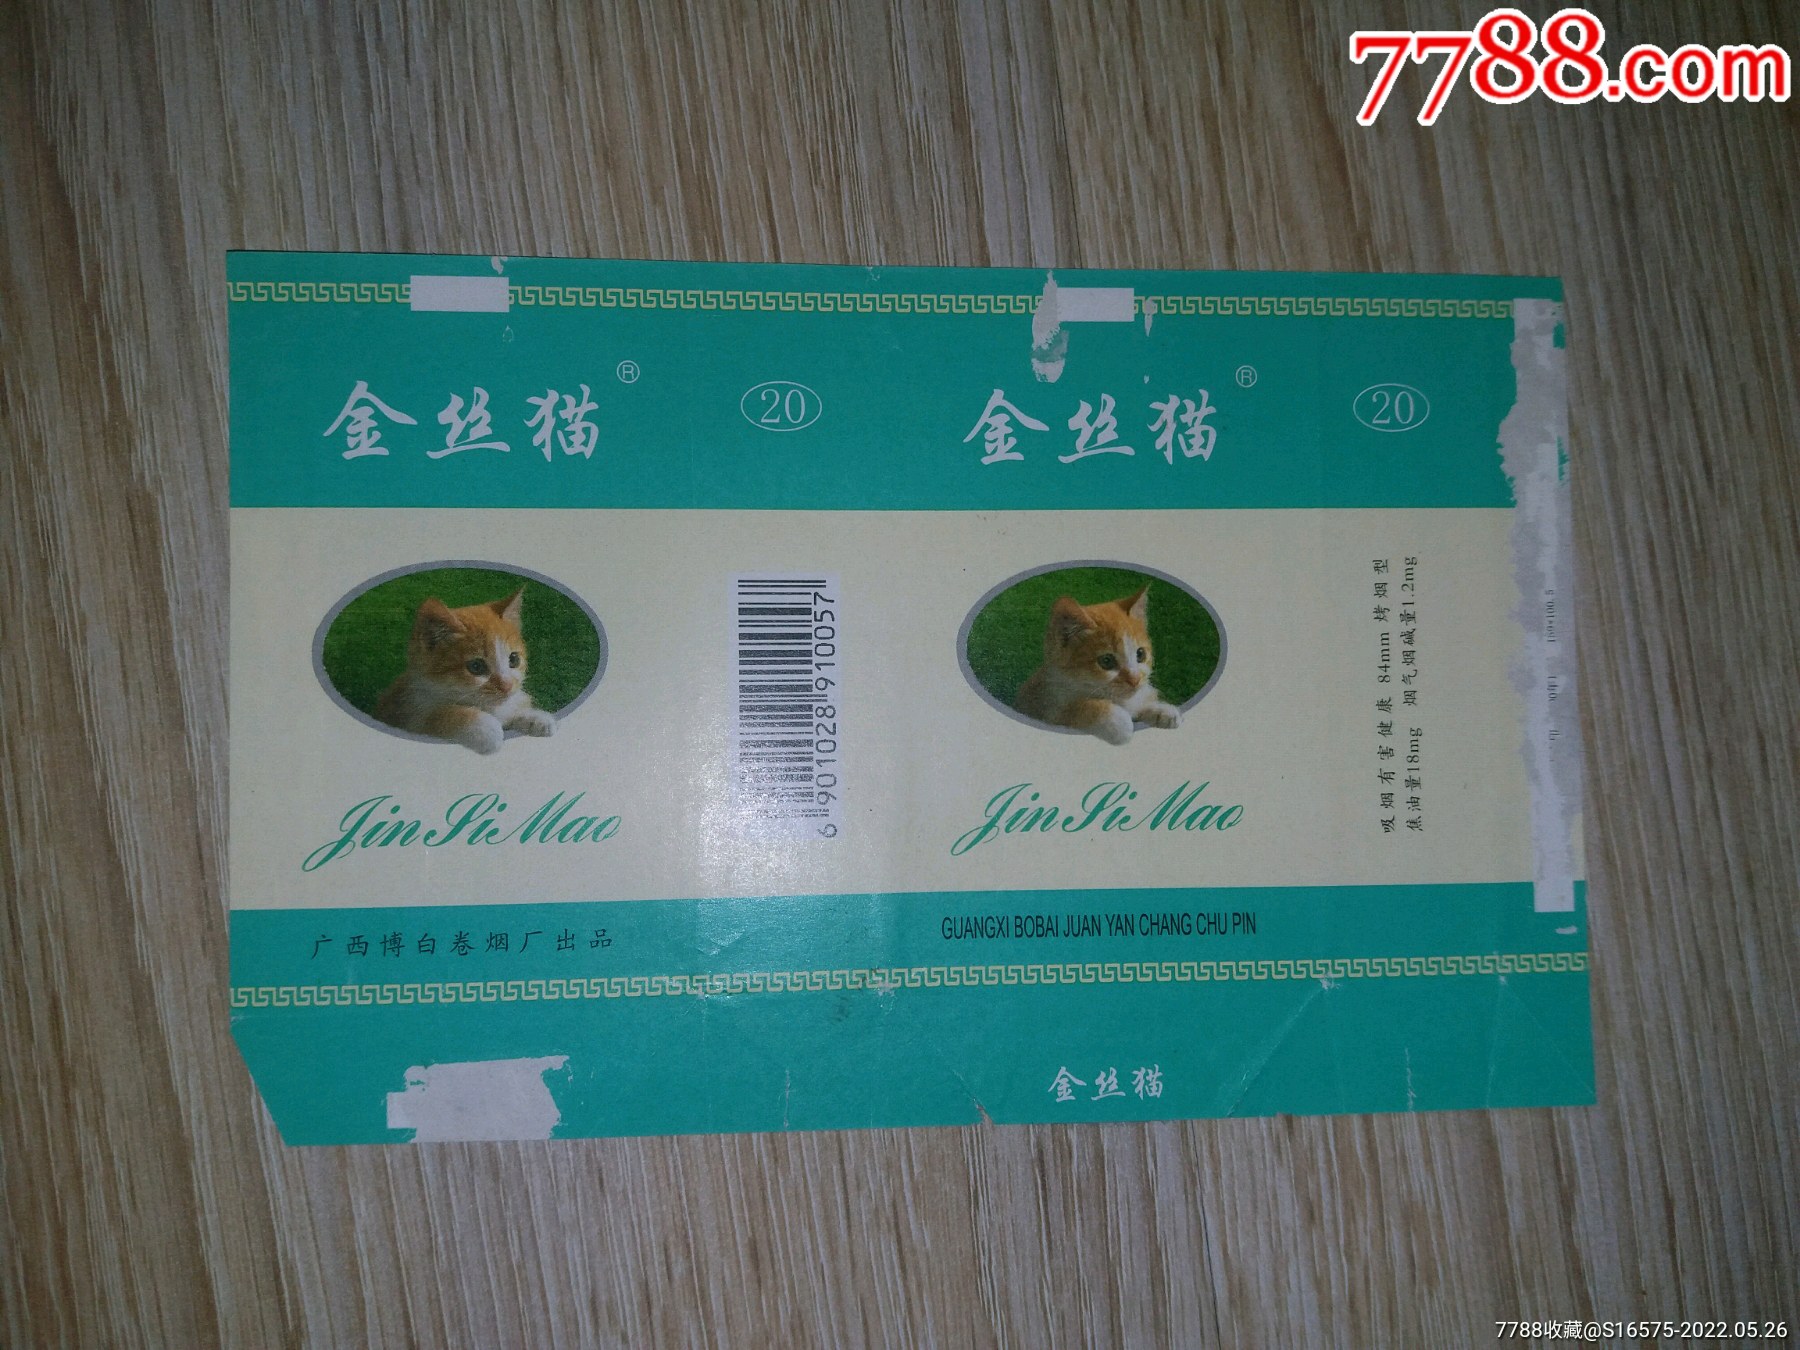 7788.com
金丝猫®
20
金丝猫®
20
Jin Si Mao
6 901028 910057
Jin Si Mao
吸烟有害健康 84mm 烤烟型
焦油量18mg 烟气烟碱量1.2mg
广西博白卷烟厂出品
GUANGXI BOBAI JUAN YAN CHANG CHU PIN
金丝猫
7788收藏@S16575-2022.05.26